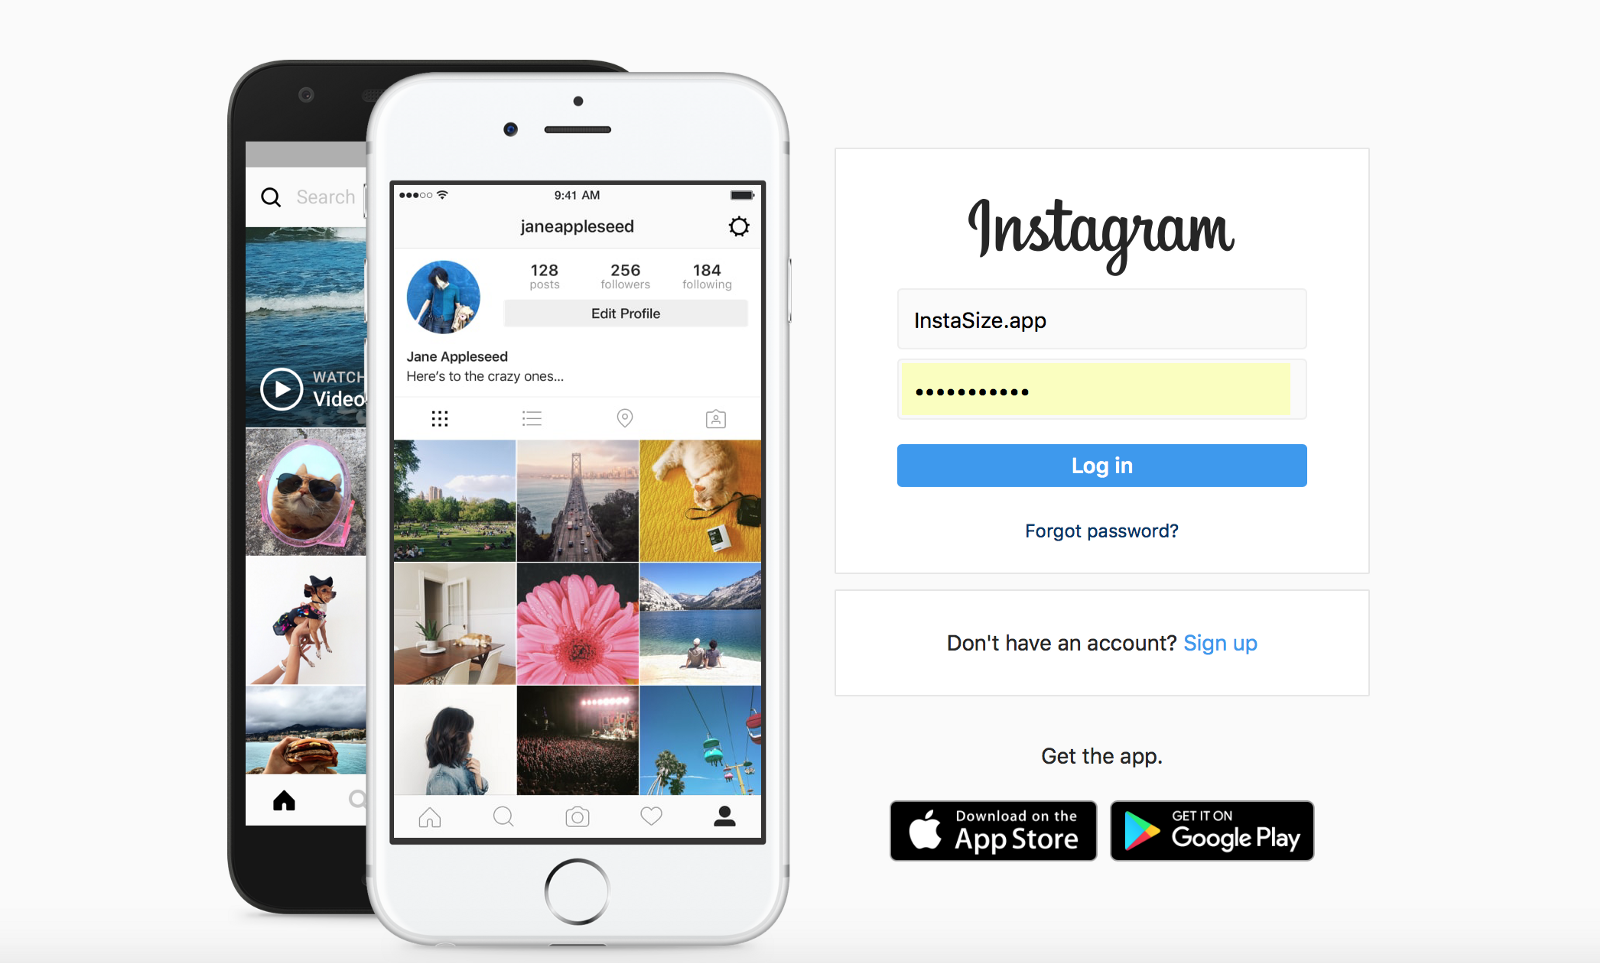 Search
WATCH
Video
9:41 AM
janeappleseed
128
256
184
posts
followers
following
Edit Profile
Jane Appleseed
Here's to the crazy ones...
Instagram
InstaSize.app
•••••••••••
Log in
Forgot password?
Don't have an account? Sign up
Get the app.
Download on the
App Store
GET IT ON
Google Play